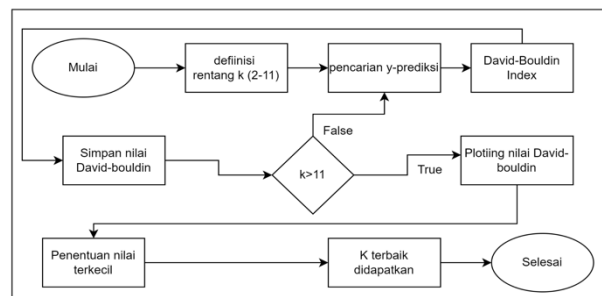 Mulai
defiinisi
rentang k (2-11)
pencarian y-prediksi
David-Bouldin
Index
Simpan nilai
David-bouldin
False
k>11
True
Plotiing nilai David-
bouldin
Penentuan nilai
terkecil
K terbaik
didapatkan
Selesai